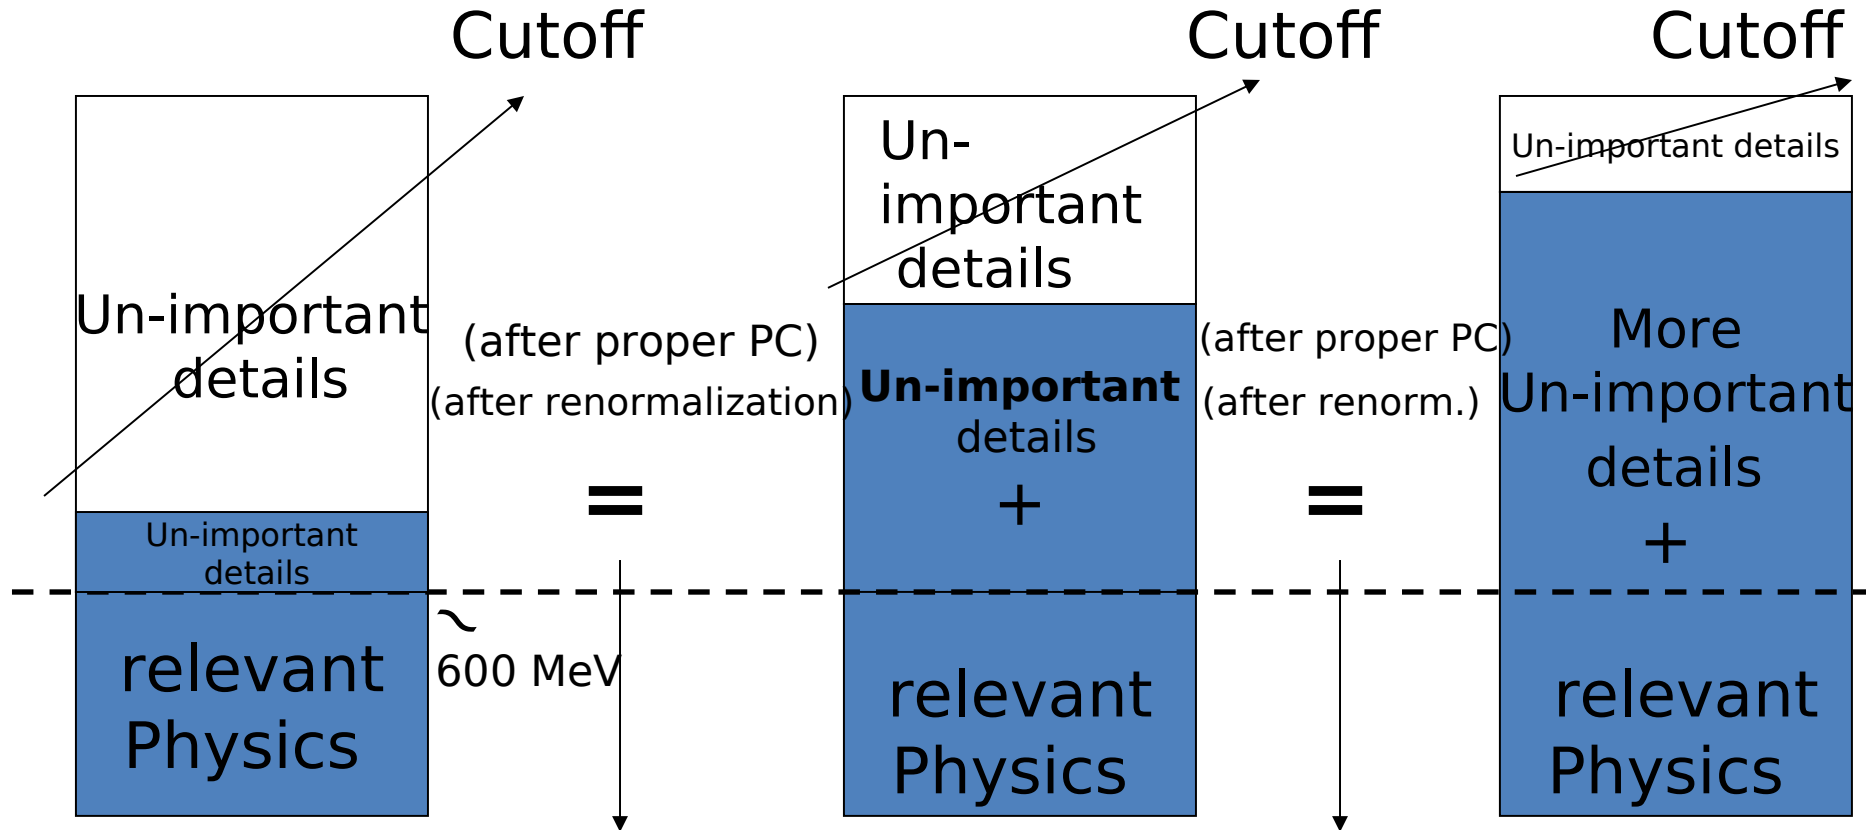 Cutoff
Un-important
details
Un-important
details
relevant
Physics
(after proper PC)
(after renormalization)
=
~
600 MeV
Cutoff
Un-
important
details
Un-important
details
+
relevant
Physics
(after proper PC)
(after renorm.)
=
Cutoff
Un-important details
More
Un-important
details
+
relevant
Physics